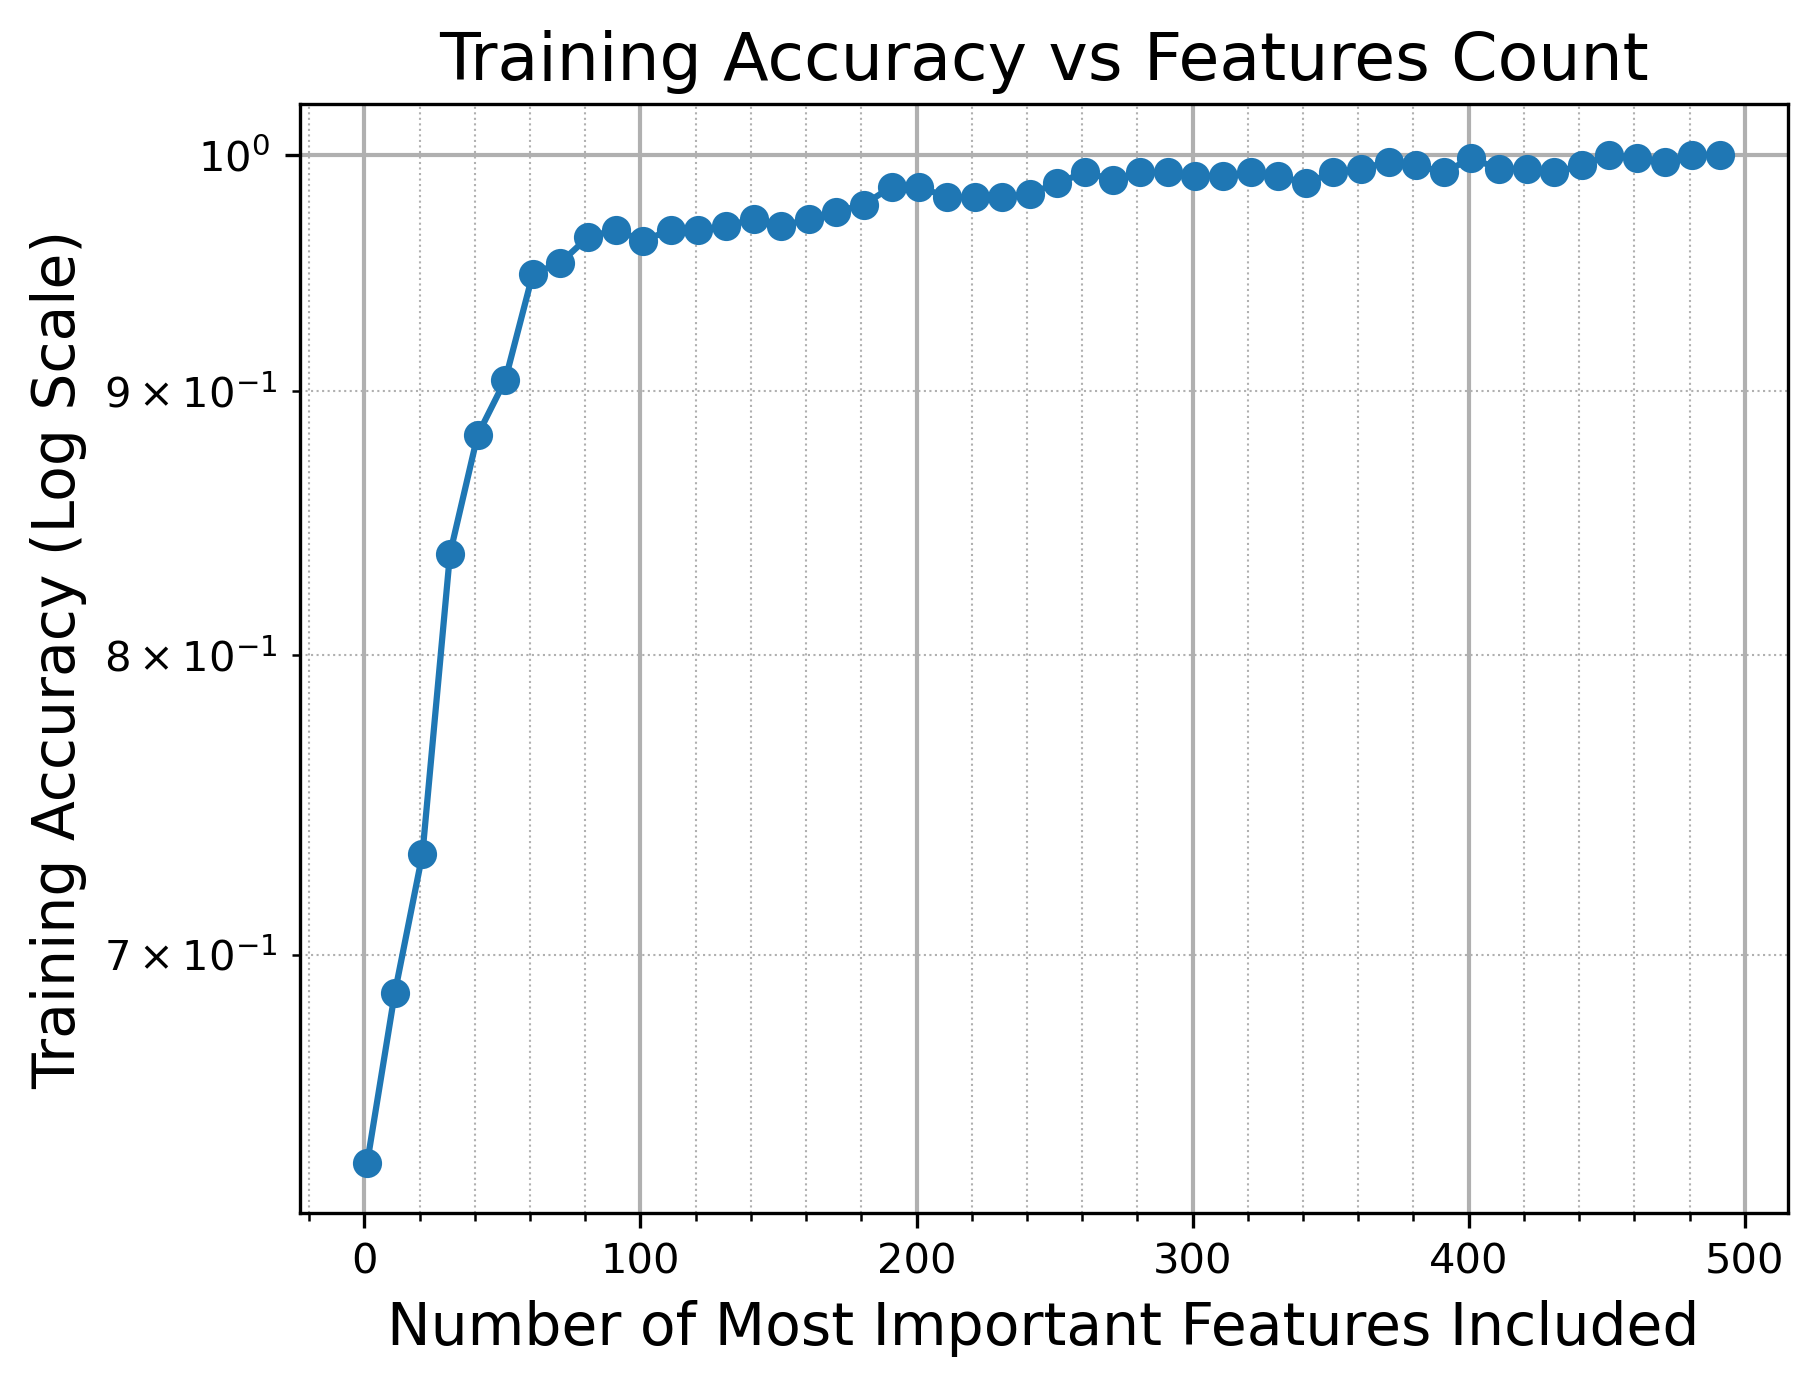 Training Accuracy vs Features Count
Training Accuracy (Log Scale)
10⁰
9 × 10⁻¹
8 × 10⁻¹
7 × 10⁻¹
0 100 200 300 400 500
Number of Most Important Features Included